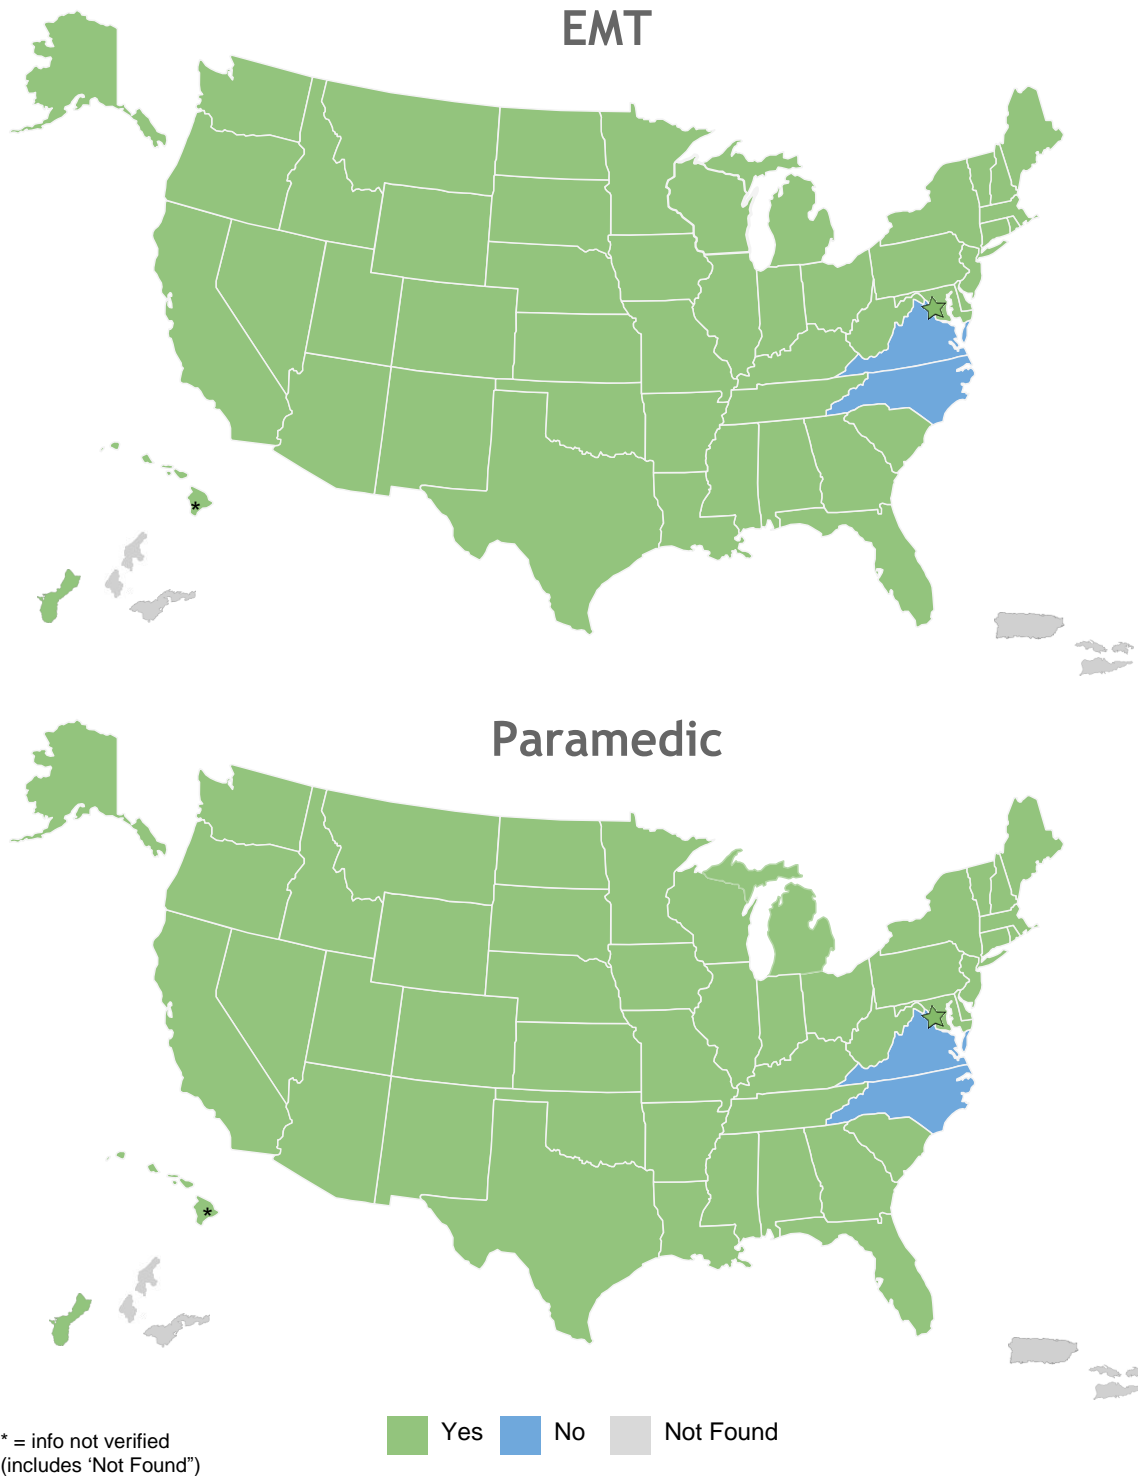 EMT
*
Paramedic
*
Yes No Not Found
* = info not verified
(includes ‘Not Found”)